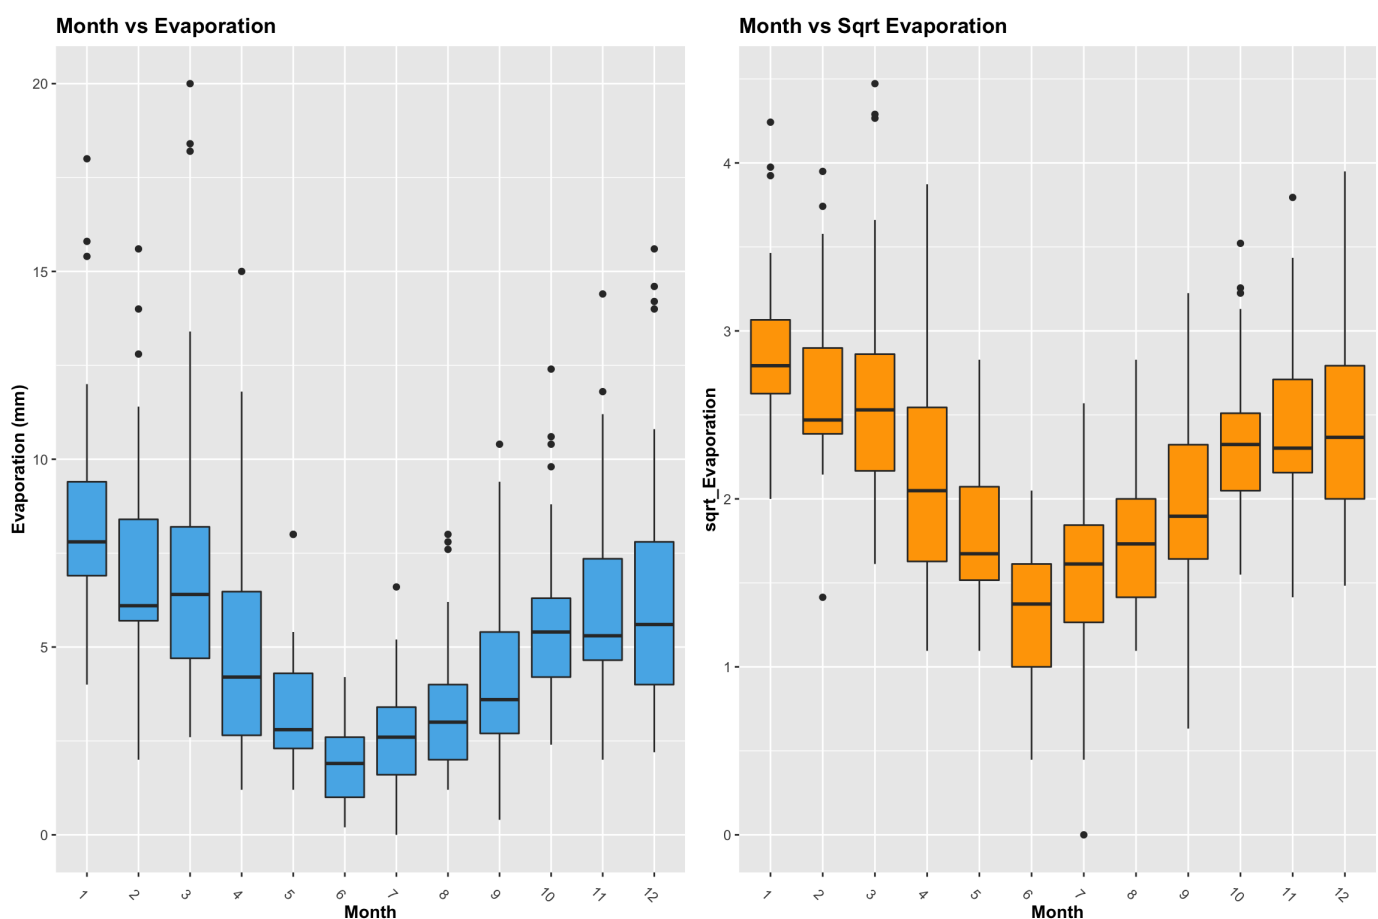 Month vs Evaporation
Evaporation (mm)
20
15
10
5
0
1 2 3 4 5 6 7 8 9 10 11 12
Month
Month vs Sqrt Evaporation
sqrt_Evaporation
4
3
2
1
0
1 2 3 4 5 6 7 8 9 10 11 12
Month